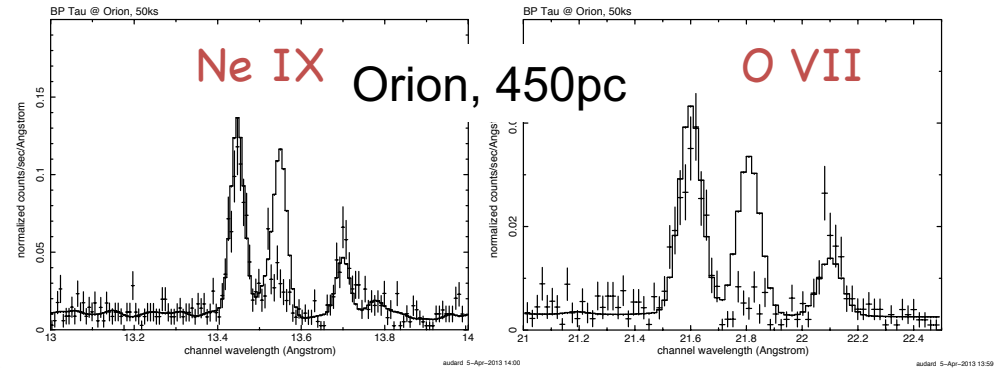 BP Tau @ Orion, 50ks
Ne IX
normalized counts/sec/Angstrom
0.15
0.1
0.05
0
13
13.2
13.4
13.6
13.8
14
channel wavelength (Angstrom)
audard 5-Apr-2013 14:00
Orion, 450pc
BP Tau @ Orion, 50ks
O VII
normalized counts/sec/Angs
0.02
0
21
21.2
21.4
21.6
21.8
22
22.2
22.4
channel wavelength (Angstrom)
audard 5-Apr-2013 13:59